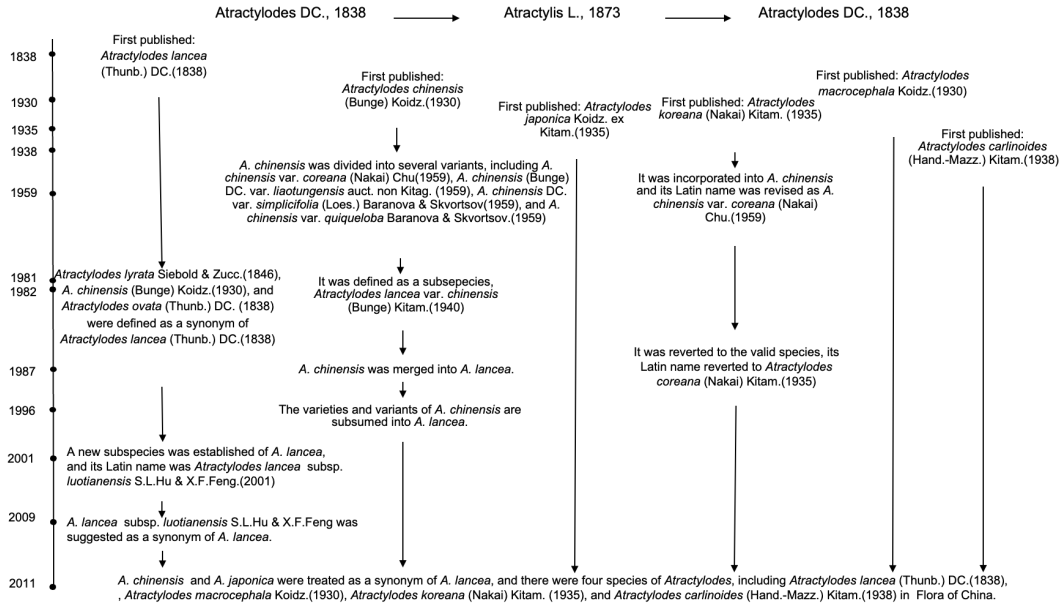 Atractylodes DC., 1838
Atractylis L., 1873
Atractylodes DC., 1838
1838
1930
1935
1938
1959
1981
1982
1987
1996
2001
2009
2011
First published:
Atractylodes lancea
(Thunb.) DC.(1838)
Atractylodes lyrata Siebold & Zucc.(1846),
A. chinensis (Bunge) Koidz.(1930), and
Atractylodes ovata (Thunb.) DC. (1838)
were defined as a synonym of
Atractylodes lancea (Thunb.) DC.(1838)
A new subspecies was established of A. lancea,
and its Latin name was Atractylodes lancea subsp.
luotianensis S.L.Hu & X.F.Feng.(2001)
A. lancea subsp. luotianensis S.L.Hu & X.F.Feng was
suggested as a synonym of A. lancea.
First published:
Atractylodes chinensis
(Bunge) Koidz.(1930)
A. chinensis was divided into several variants, including A.
chinensis var. coreana (Nakai) Chu(1959), A. chinensis (Bunge)
DC. var. liaotungensis auct. non Kitag. (1959), A. chinensis DC.
var. simplicifolia (Loes.) Baranova & Skvortsov(1959), and A.
chinensis var. quiqueloba Baranova & Skvortsov.(1959)
It was defined as a subsepecies,
Atractylodes lancea var. chinensis
(Bunge) Kitam.(1940)
A. chinensis was merged into A. lancea.
The varieties and variants of A. chinensis are
subsumed into A. lancea.
First published: Atractylodes
japonica Koidz. ex
Kitam.(1935)
First published: Atractylodes
koreana (Nakai) Kitam. (1935)
It was incorporated into A. chinensis
and its Latin name was revised as A.
chinensis var. coreana (Nakai)
Chu.(1959)
It was reverted to the valid species, its
Latin name reverted to Atractylodes
coreana (Nakai) Kitam.(1935)
First published: Atractylodes
macrocephala Koidz.(1930)
First published:
Atractylodes carlinoides
(Hand.-Mazz.) Kitam.(1938)
A. chinensis and A. japonica were treated as a synonym of A. lancea, and there were four species of Atractylodes, including Atractylodes lancea (Thunb.) DC.(1838),
, Atractylodes macrocephala Koidz.(1930), Atractylodes koreana (Nakai) Kitam. (1935), and Atractylodes carlinoides (Hand.-Mazz.) Kitam.(1938) in Flora of China.